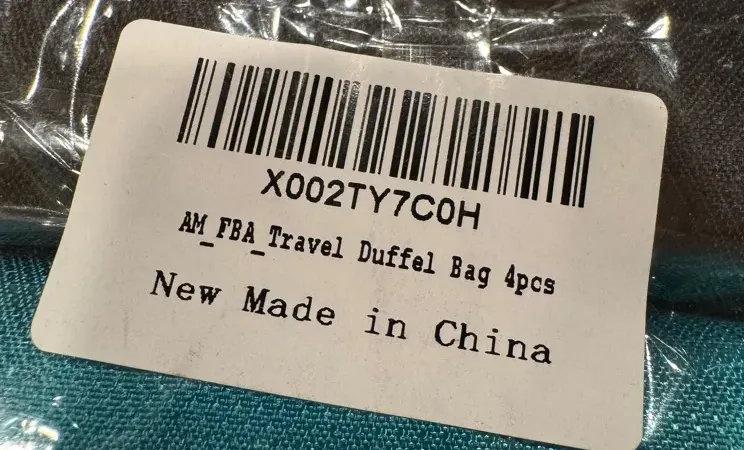 X002TY7C0H
AM_FBA_Travel Duffel Bag 4pcs
New Made in China